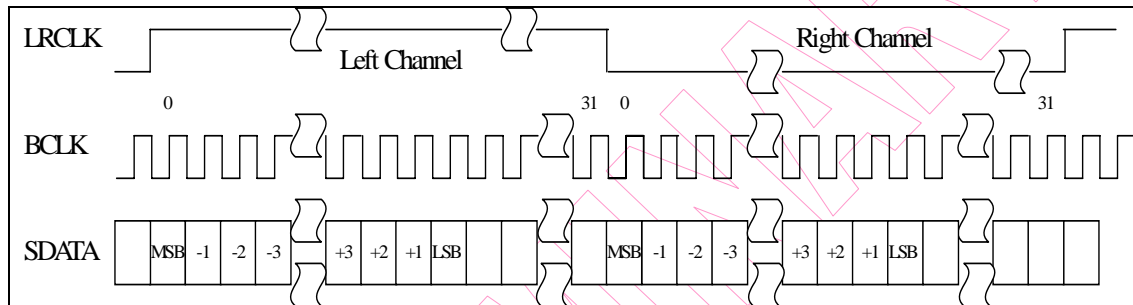 LRCLK
Left Channel
Right Channel
0 31 0 31
BCLK
SDATA MSB -1 -2 -3 +3 +2 +1 LSB MSB -1 -2 -3 +3 +2 +1 LSB